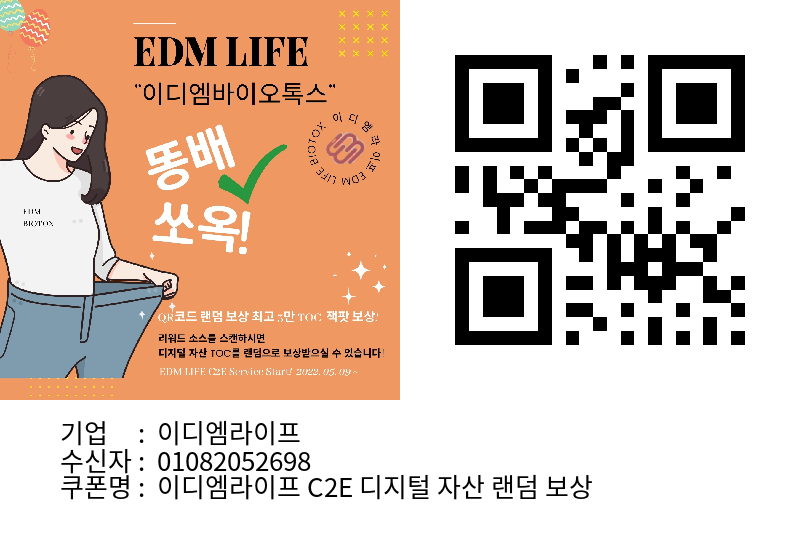 EDM LIFE
"이디엠바이오톡스"
이디엠라이프 EDM LIFE BIOTOX
똥배
쏘옥!
EDM
BIOTOX
QR코드 랜덤 보상 최고 5만 TOC 잭팟 보상!
리워드 소스를 스캔하시면
디지털 자산 TOC를 랜덤으로 보상받으실 수 있습니다!
EDM LIFE C2E Service Start! 2022. 05. 09 ~
기업 : 이디엠라이프
수신자 : 01082052698
쿠폰명 : 이디엠라이프 C2E 디지털 자산 랜덤 보상